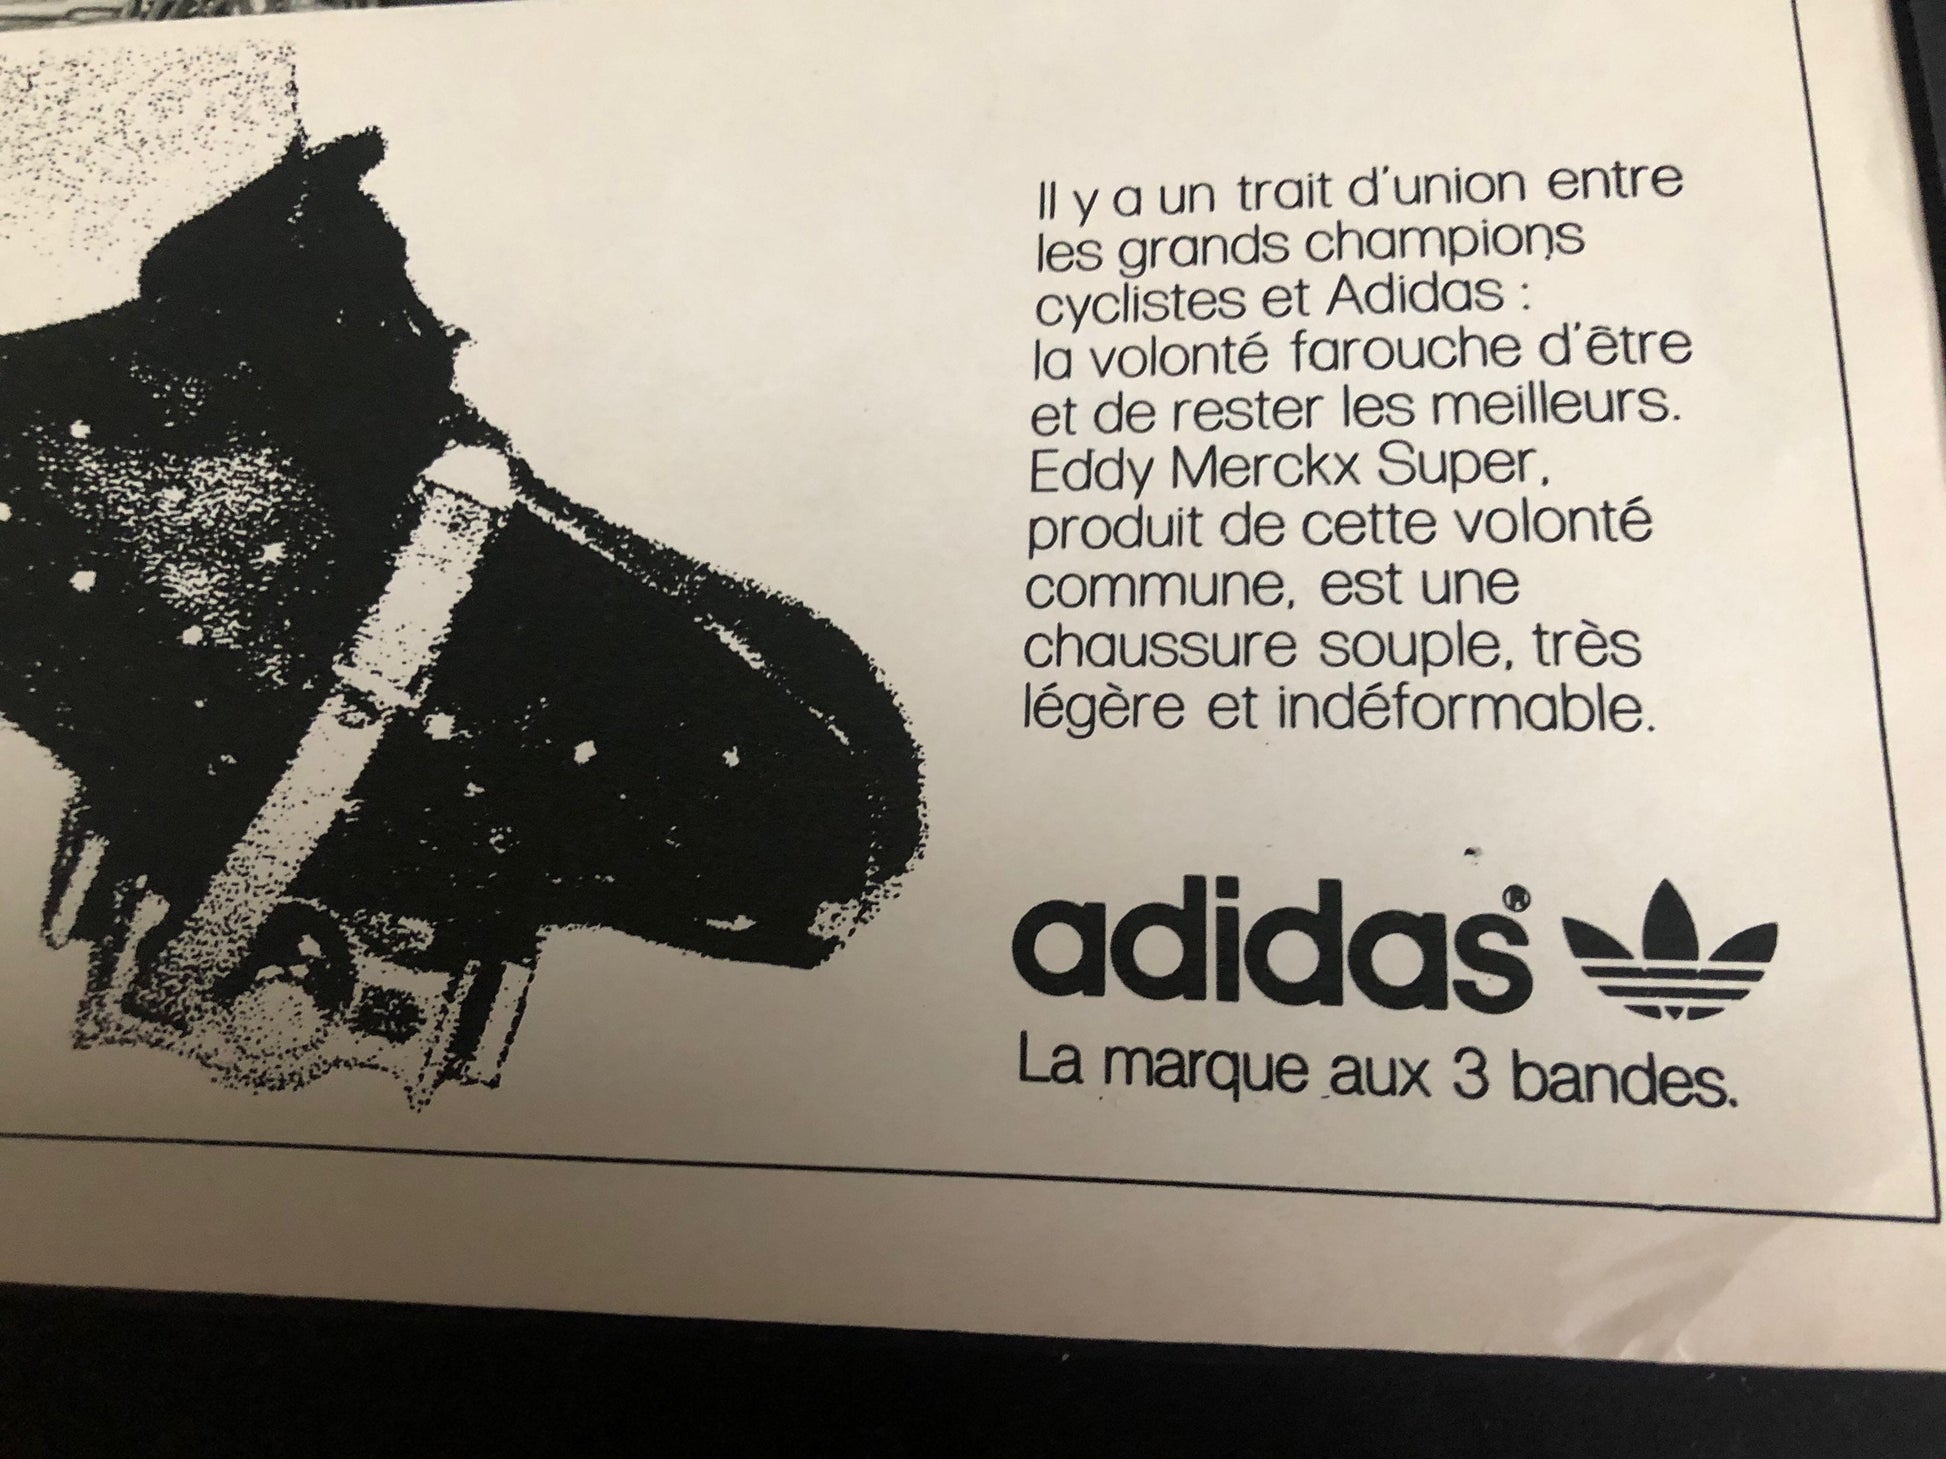 Il y a un trait d'union entre
les grands champions
cyclistes et Adidas :
la volonté farouche d'être
et de rester les meilleurs.
Eddy Merckx Super,
produit de cette volonté
commune, est une
chaussure souple, très
légère et indéformable.
adidas®
La marque aux 3 bandes.